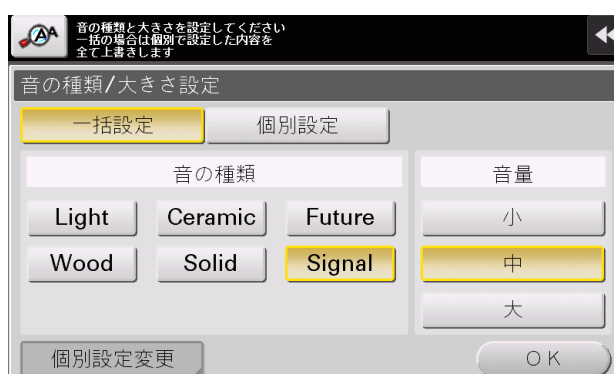 音の種類と大きさを設定してください
一括の場合は個別で設定した内容を
全て上書きします
音の種類/大きさ設定
一括設定 個別設定
音の種類 音量
Light Ceramic Future 小
Wood Solid Signal 中
大
個別設定変更 OK